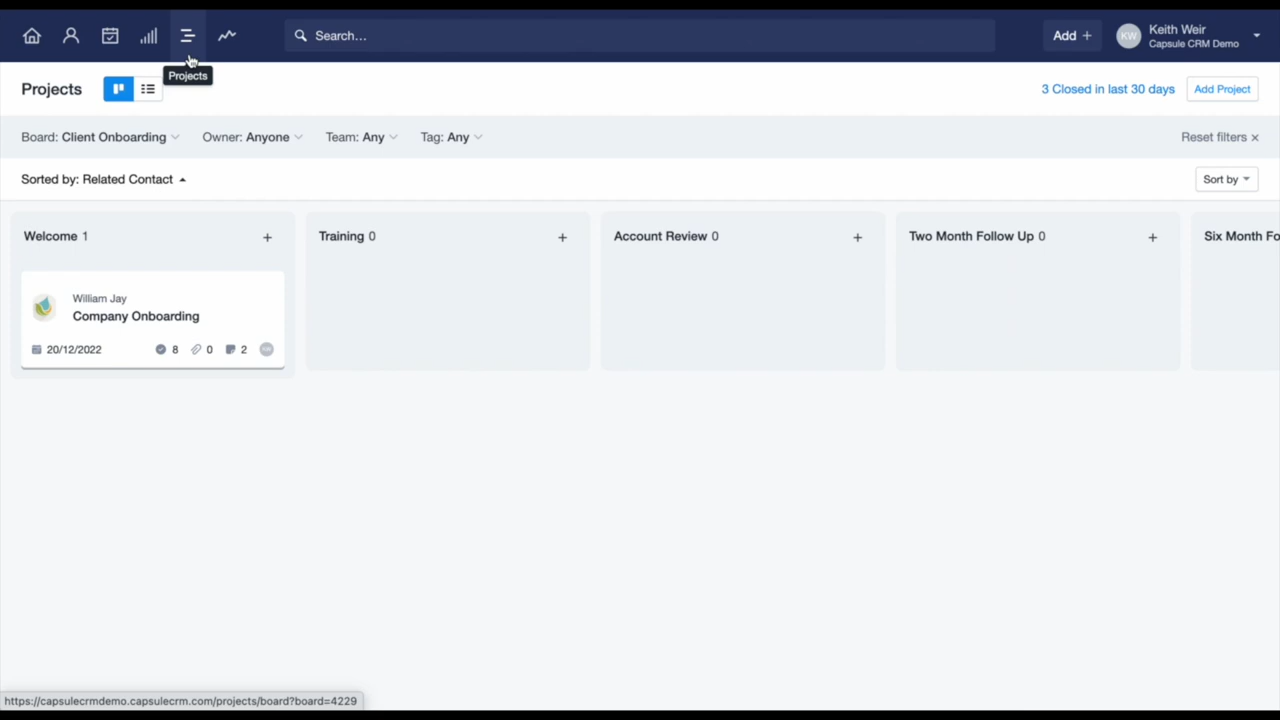 Search...
Add +
KW
Keith Weir
Capsule CRM Demo
Projects
Projects
3 Closed in last 30 days
Add Project
Board: Client Onboarding
Owner: Anyone
Team: Any
Tag: Any
Reset filters ×
Sorted by: Related Contact
Sort by
Welcome 1
+
Training 0
+
Account Review 0
+
Two Month Follow Up 0
+
Six Month Fo
William Jay
Company Onboarding
20/12/2022
8
0
2
https://capsulecrmdemo.capsulecrm.com/projects/board?board=4229